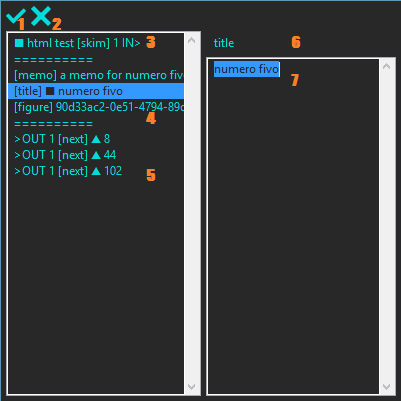 1 2
■ html test [skim] 1 IN> 3
==========
[memo] a memo for numero fiv
[title] ■ numero fivo
[figure] 90d33ac2-0e51-4794-89c
4
==========
>OUT 1 [next] ▲ 8
>OUT 1 [next] ▲ 44
>OUT 1 [next] ▲ 102
5
title 6
numero fivo
7